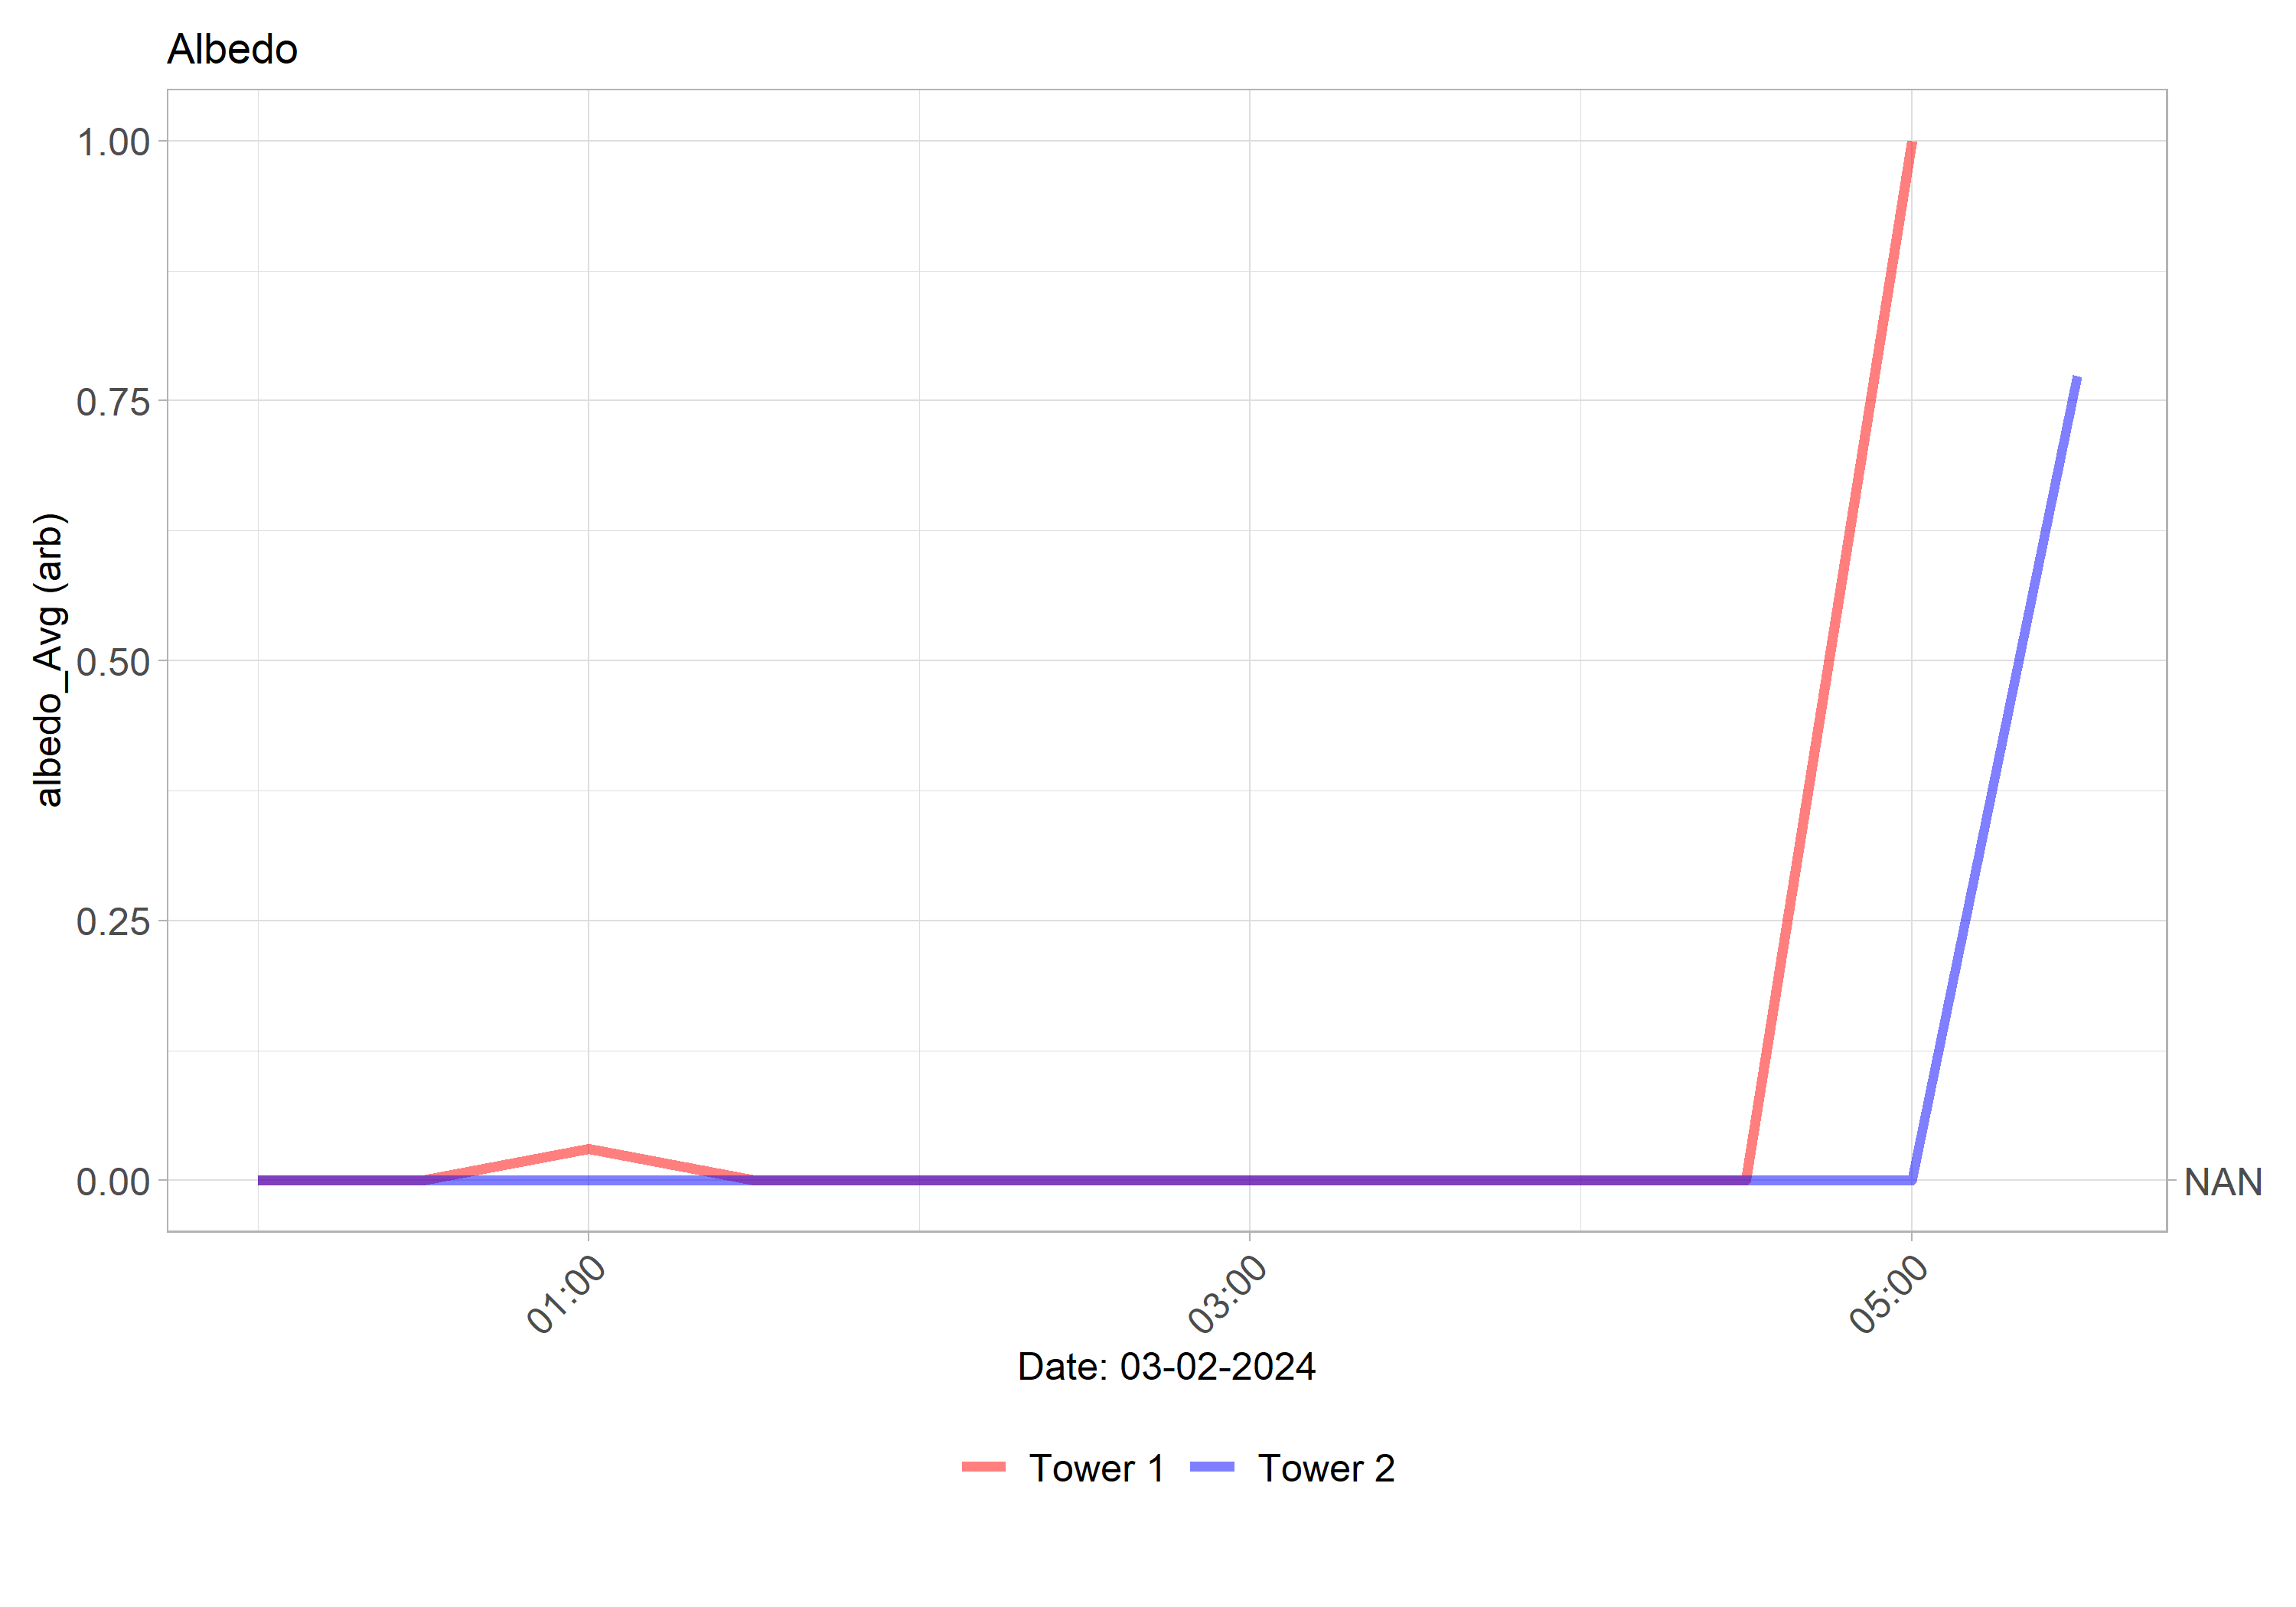 Albedo
albedo_Avg (arb)
1.00
0.75
0.50
0.25
0.00
NAN
01:00
03:00
05:00
Date: 03-02-2024
Tower 1
Tower 2